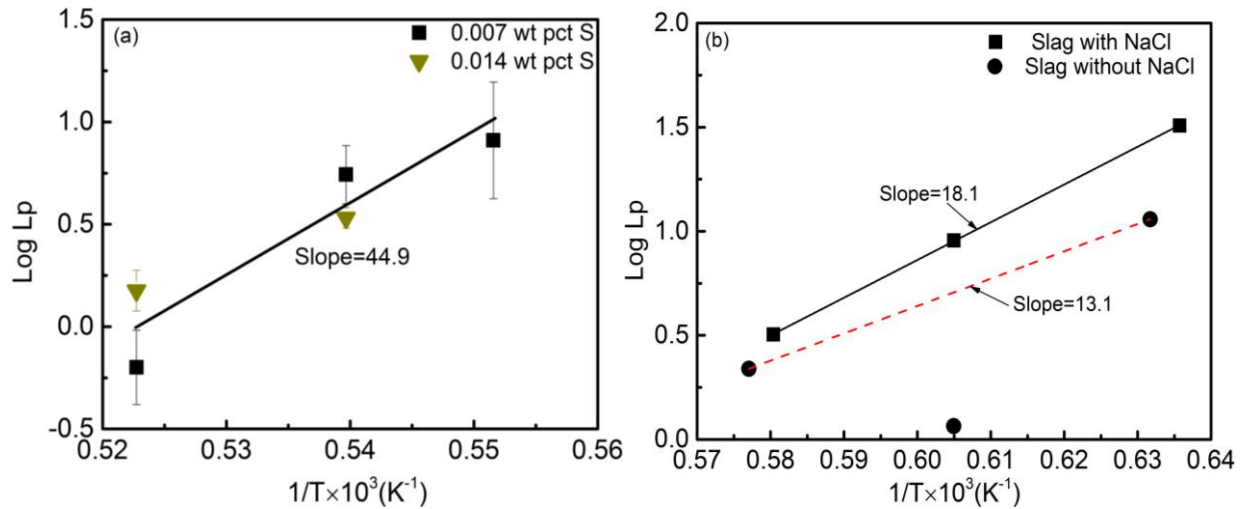 (a)
0.007 wt pct S
0.014 wt pct S
Slope=44.9
Log Lp
1.5
1.0
0.5
0.0
-0.5
0.52 0.53 0.54 0.55 0.56
1/T×10³(K⁻¹)
(b)
Slag with NaCl
Slag without NaCl
Slope=18.1
Slope=13.1
Log Lp
2.0
1.5
1.0
0.5
0.0
0.57 0.58 0.59 0.60 0.61 0.62 0.63 0.64
1/T×10³(K⁻¹)